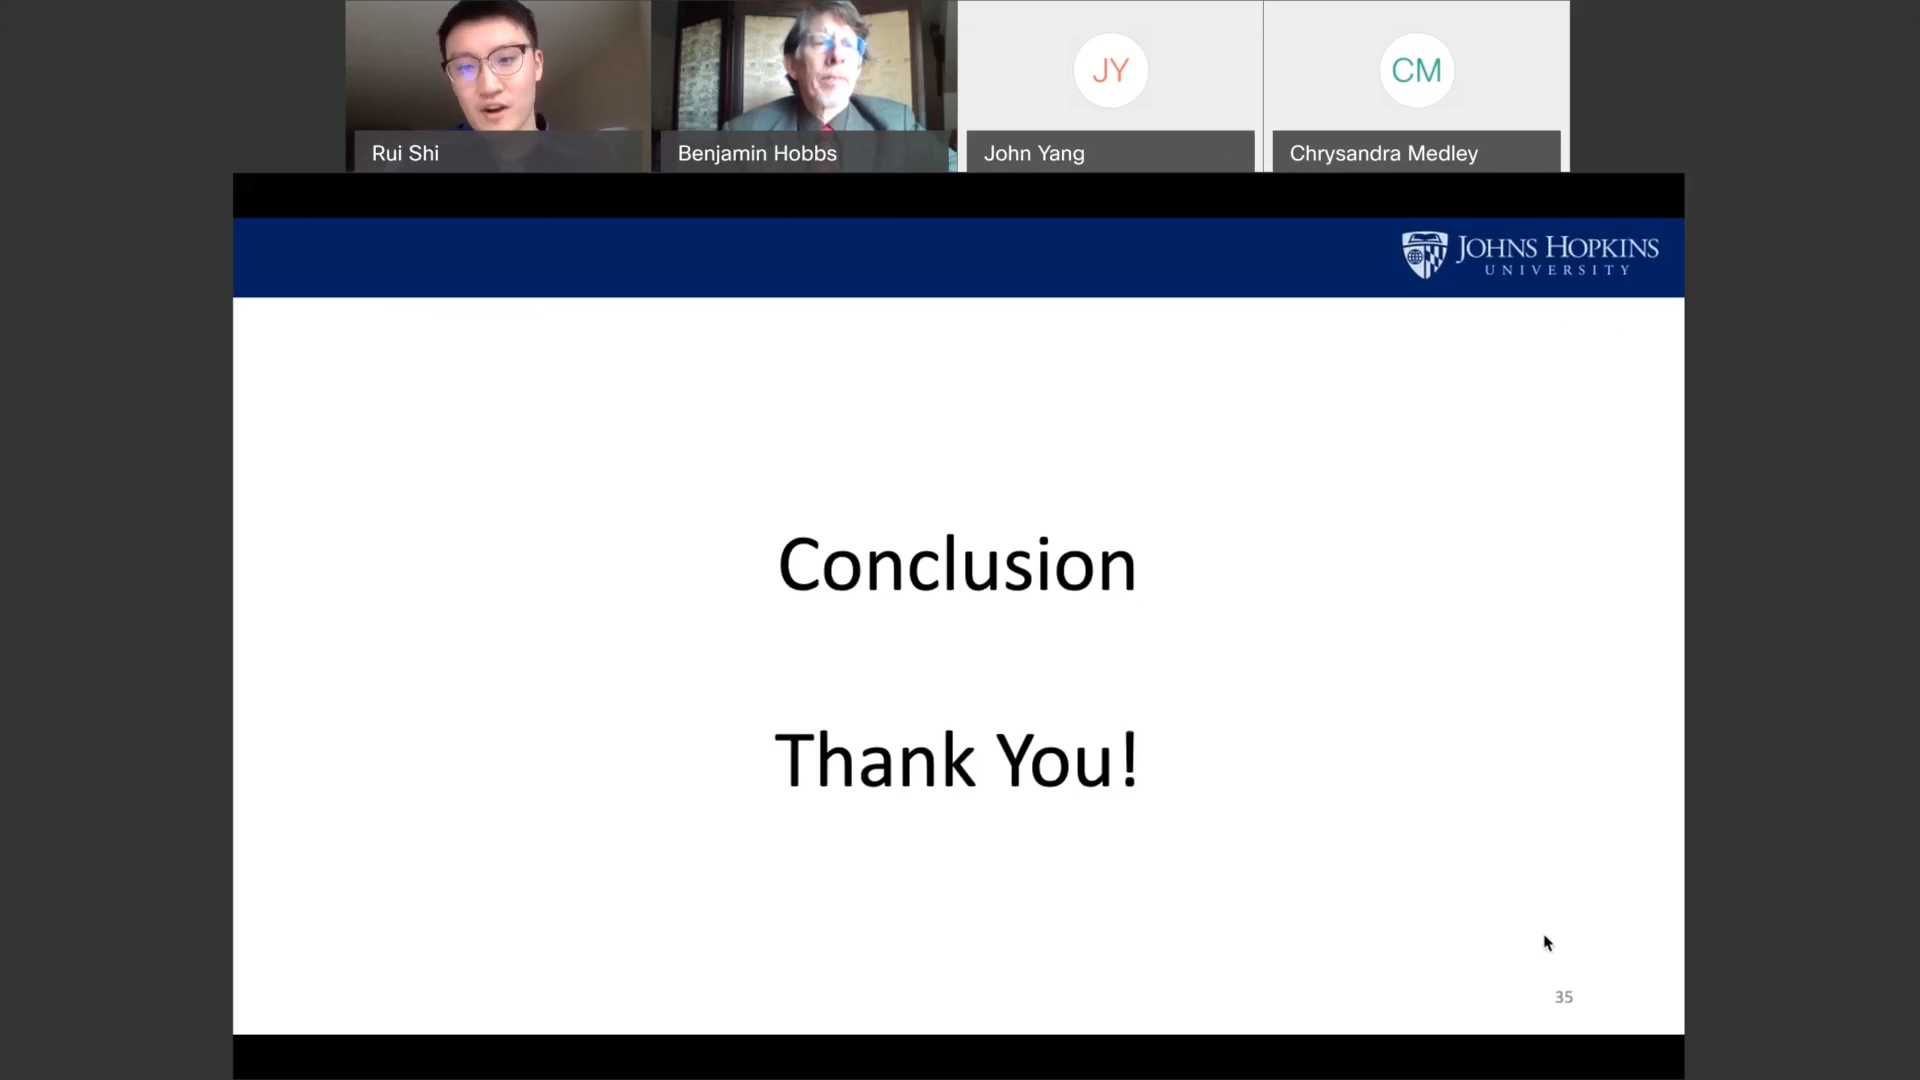 JY
CM
Rui Shi
Benjamin Hobbs
John Yang
Chrysandra Medley
JOHNS HOPKINS
UNIVERSITY
Conclusion
Thank You!
35